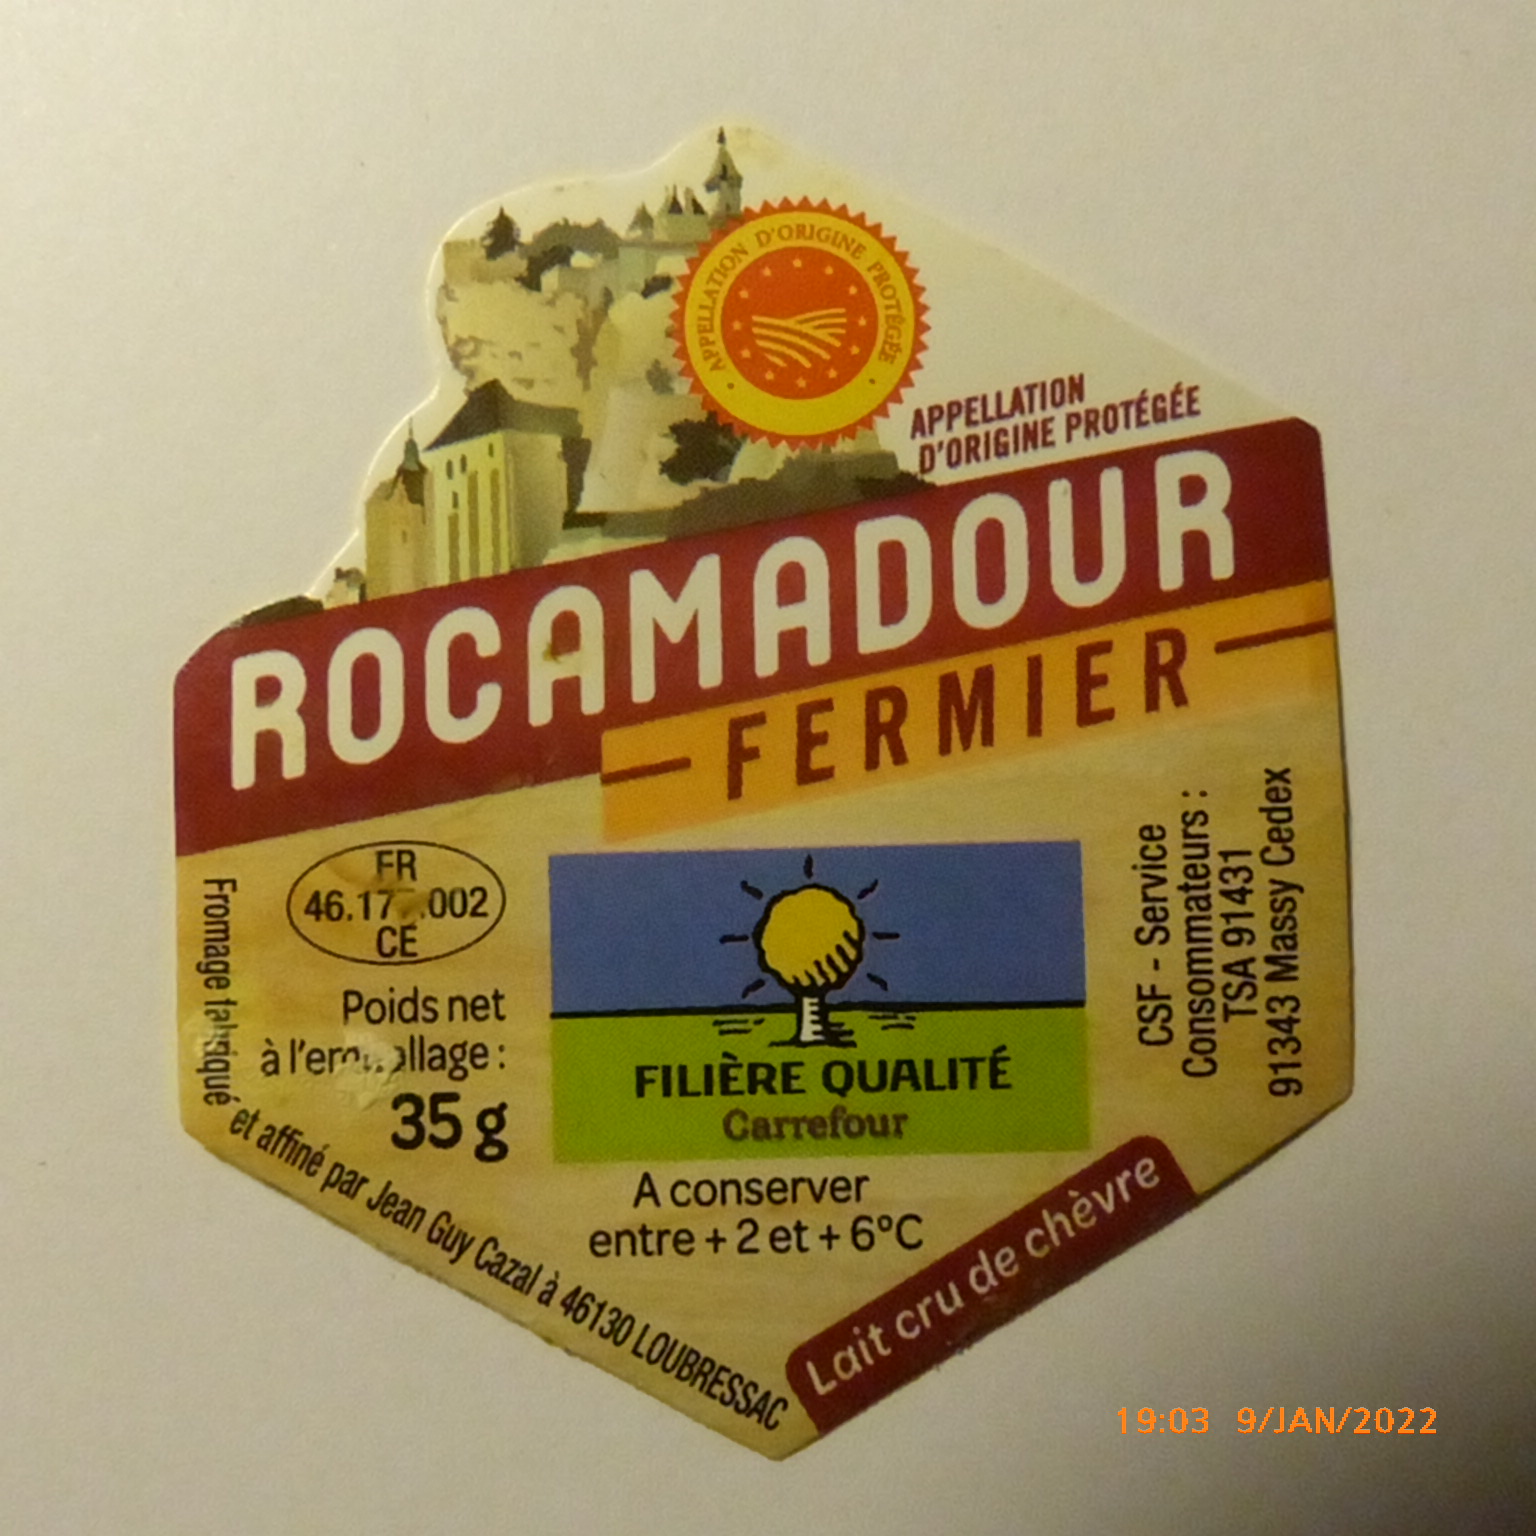 APPELLATION D'ORIGINE PROTÉGÉE
APPELLATION
D'ORIGINE PROTÉGÉE
ROCAMADOUR
FERMIER
FR
CE
Poids net
à l'emballage :
35 g
Fromage fabriqué
et affiné par Jean Guy Cazal à 46130 LOUBRESSAC
FILIÈRE QUALITÉ
Carrefour
A conserver
entre + 2 et + 6°C
CSF - Service
Consommateurs :
TSA 91431
91343 Massy Cedex
Lait cru de chèvre
19:03 9/JAN/2022